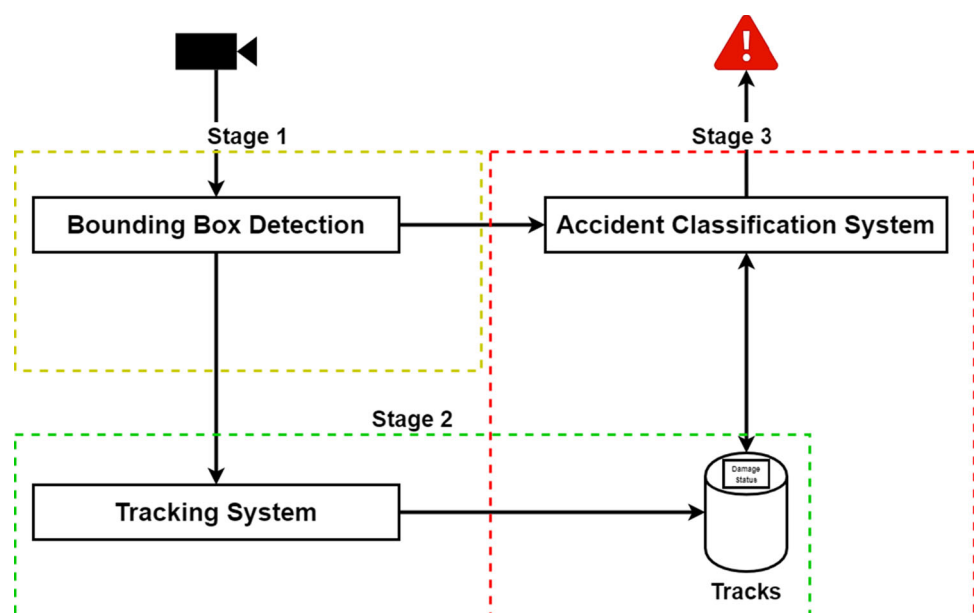 Stage 1
Stage 3
Bounding Box Detection
Accident Classification System
Stage 2
Damage
Status
Tracking System
Tracks